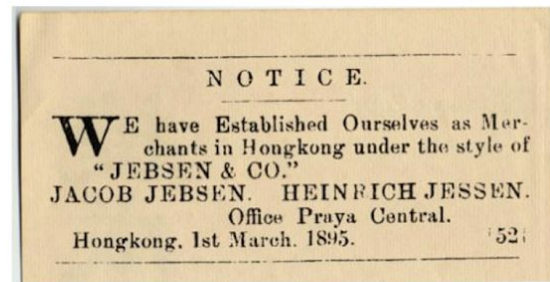 NOTICE.
WE have Established Ourselves as Mer-
chants in Hongkong under the style of
"JEBSEN & CO."
JACOB JEBSEN. HEINRICH JESSEN.
Office Praya Central.
Hongkong, 1st March, 1895.